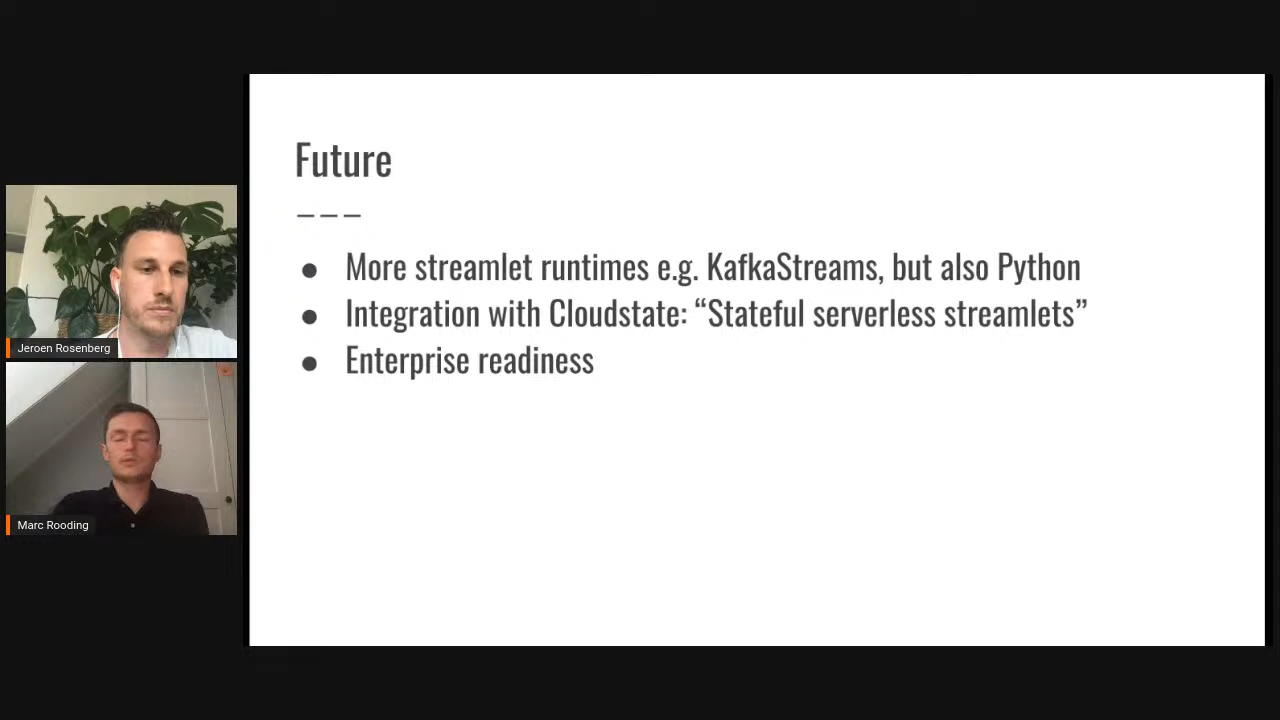 Future
● More streamlet runtimes e.g. KafkaStreams, but also Python
● Integration with Cloudstate: “Stateful serverless streamlets”
● Enterprise readiness
Jeroen Rosenberg
Marc Rooding